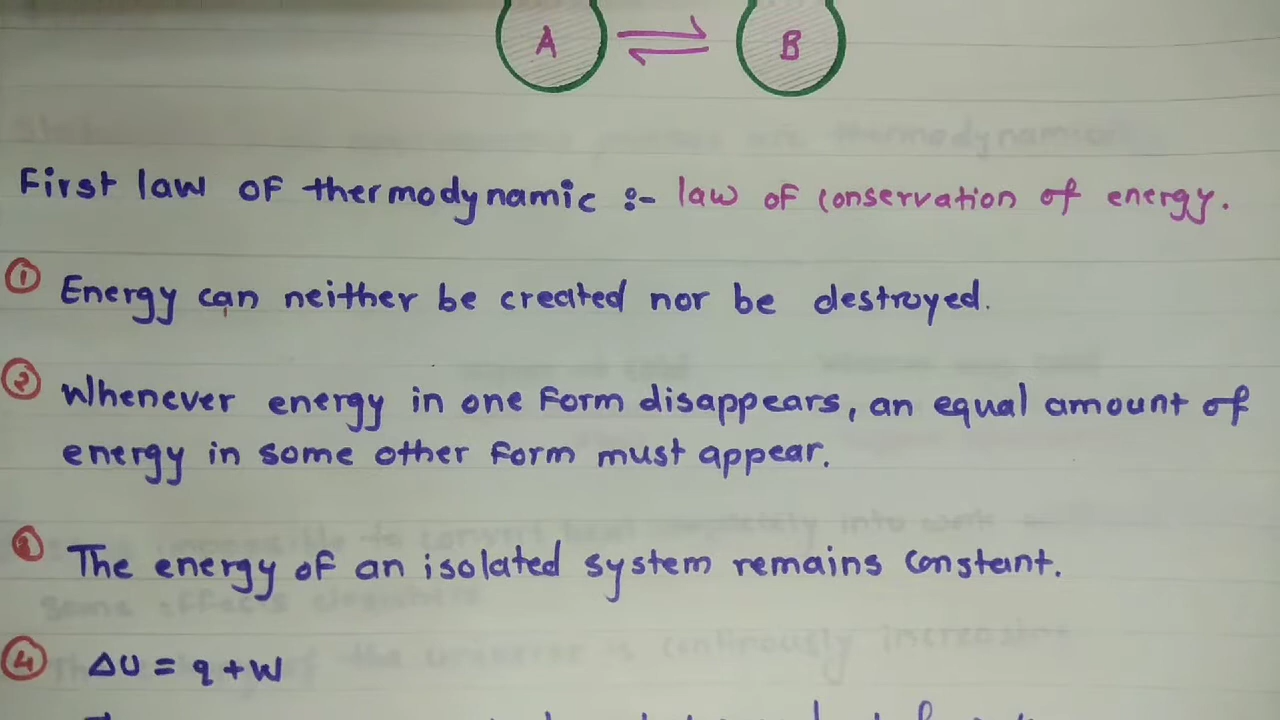 A ⇌ B
First law of thermodynamic :- law of conservation of energy.
① Energy can neither be created nor be destroyed.
② Whenever energy in one form disappears, an equal amount of
energy in some other form must appear.
③ The energy of an isolated system remains constant.
④ ΔU = q + W